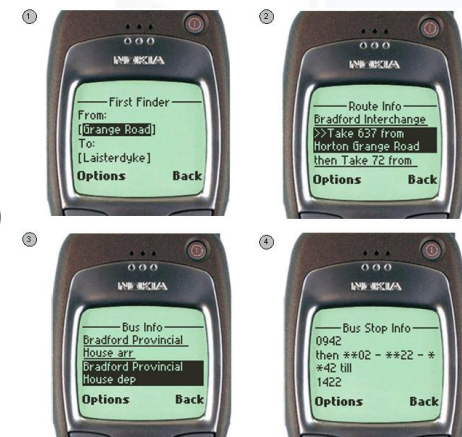 1
NOKIA
First Finder
From:
[Grange Road]
To:
[Laisterdyke]
Options Back
2
NOKIA
Route Info
Bradford Interchange
>>Take 637 from
Horton Grange Road
then Take 72 from
Options Back
3
NOKIA
Bus Info
Bradford Provincial
House arr
Bradford Provincial
House dep
Options Back
4
NOKIA
Bus Stop Info
0942
then **02 - **22 - *
*42 till
1422
Options Back